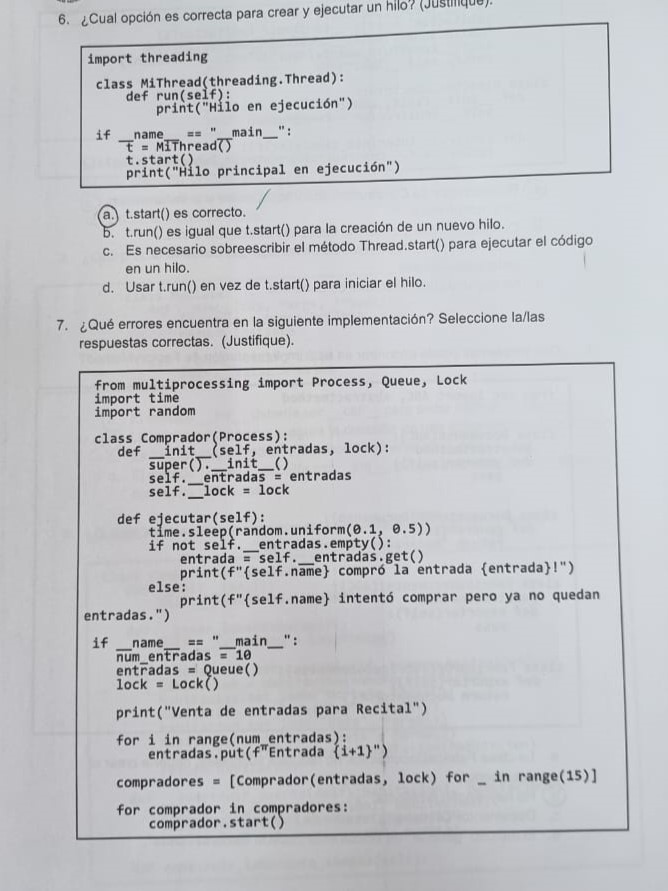 6. ¿Cual opción es correcta para crear y ejecutar un hilo? (Justifique).
import threading
class MiThread(threading.Thread):
def run(self):
print("Hilo en ejecución")
if __name__ == "__main__":
t = MiThread()
t.start()
print("Hilo principal en ejecución")
a. t.start() es correcto.
b. t.run() es igual que t.start() para la creación de un nuevo hilo.
c. Es necesario sobreescribir el método Thread.start() para ejecutar el código
en un hilo.
d. Usar t.run() en vez de t.start() para iniciar el hilo.
7. ¿Qué errores encuentra en la siguiente implementación? Seleccione la/las
respuestas correctas. (Justifique).
from multiprocessing import Process, Queue, Lock
import time
import random
class Comprador(Process):
def __init__(self, entradas, lock):
super().__init__()
self.__entradas = entradas
self.__lock = lock
def ejecutar(self):
time.sleep(random.uniform(0.1, 0.5))
if not self.__entradas.empty():
entrada = self.__entradas.get()
print(f"{self.name} compró la entrada {entrada}!")
else:
print(f"{self.name} intentó comprar pero ya no quedan
entradas.")
if __name__ == "__main__":
num_entradas = 10
entradas = Queue()
lock = Lock()
print("Venta de entradas para Recital")
for i in range(num_entradas):
entradas.put(f"Entrada {i+1}")
compradores = [Comprador(entradas, lock) for _ in range(15)]
for comprador in compradores:
comprador.start()